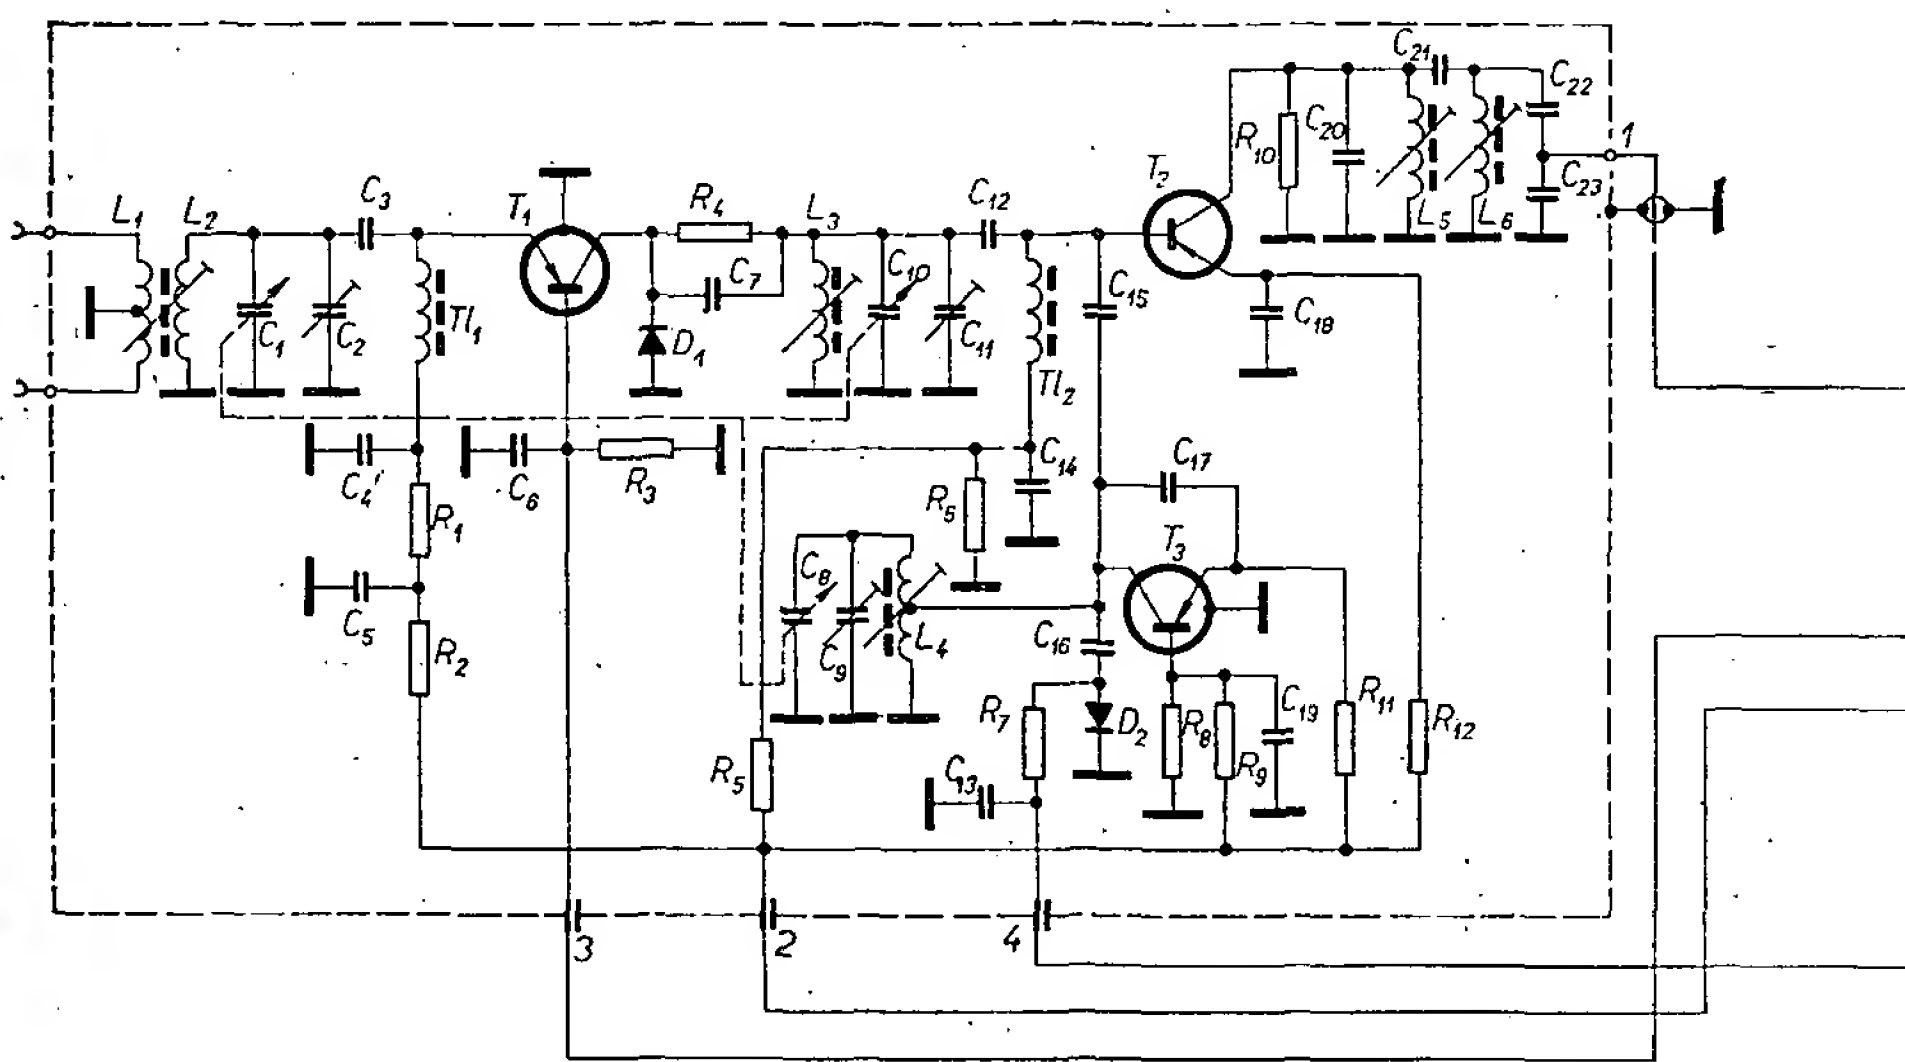 C₂₁
C₂₂
1
C₂₀
R₁₀
T₂
C₂₃
L₁
L₂
C₃
T₁
R₄
L₃
C₁₂
L₅
L₆
C₇
C₁₀
C₁₅
C₁
C₂
Tl₁
D₁
C₁₁
C₁₈
Tl₂
C₁₄
C₁₇
C₄
C₆
R₃
R₅
R₁
T₃
C₈
C₅
R₂
C₉
L₄
C₁₆
R₇
D₂
R₈
C₁₉
R₁₁
R₁₂
R₅
C₁₃
R₉
3
2
4